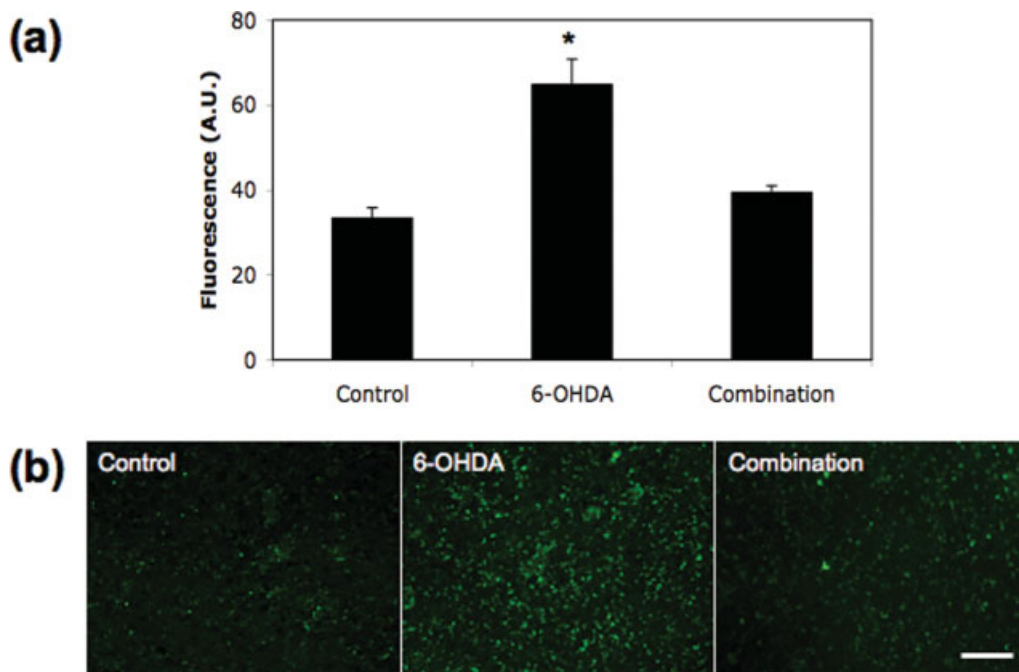 (a)
Fluorescence (A.U.)
80
60
40
20
0
*
Control 6-OHDA Combination
(b)
Control 6-OHDA Combination